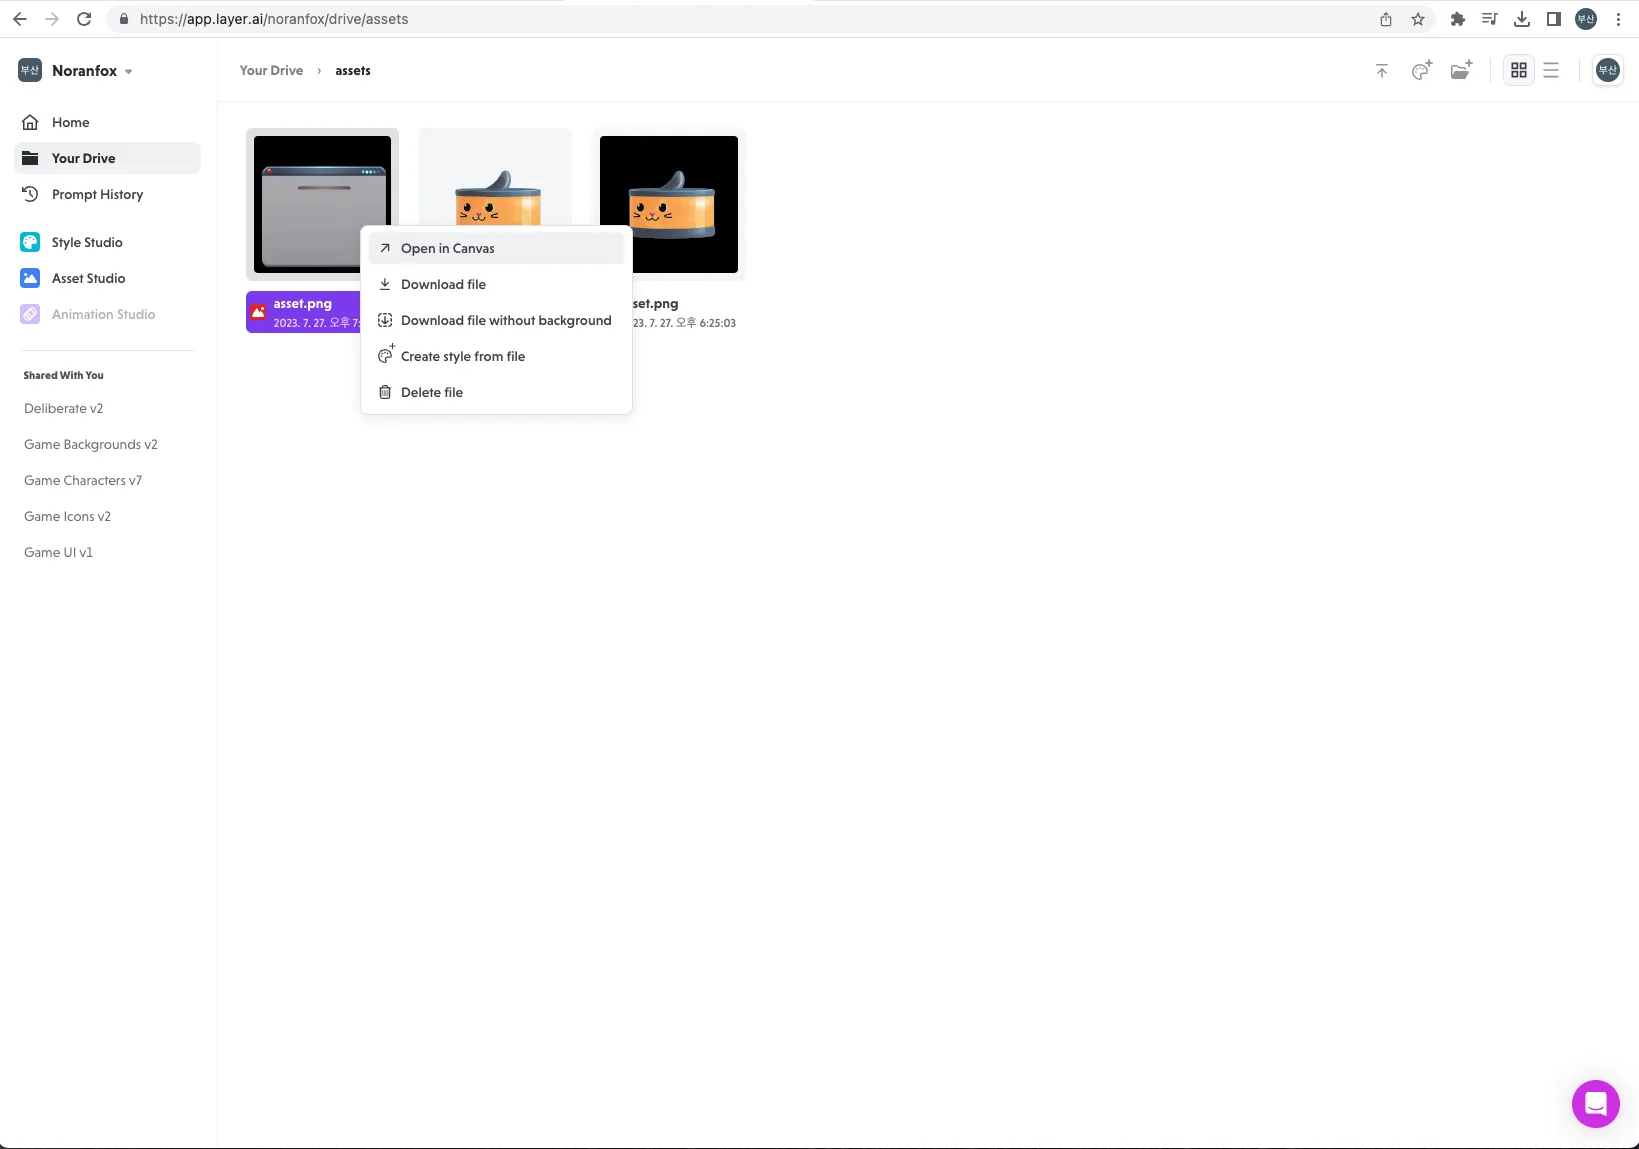 https://app.layer.ai/noranfox/drive/assets
부산
부산 Noranfox
Your Drive › assets
부산
Home
Your Drive
Prompt History
Style Studio
Asset Studio
Animation Studio
Shared With You
Deliberate v2
Game Backgrounds v2
Game Characters v7
Game Icons v2
Game UI v1
asset.png
2023. 7. 27. 오후 7:
Open in Canvas
Download file
Download file without background
Create style from file
Delete file
set.png
23. 7. 27. 오후 6:25:03